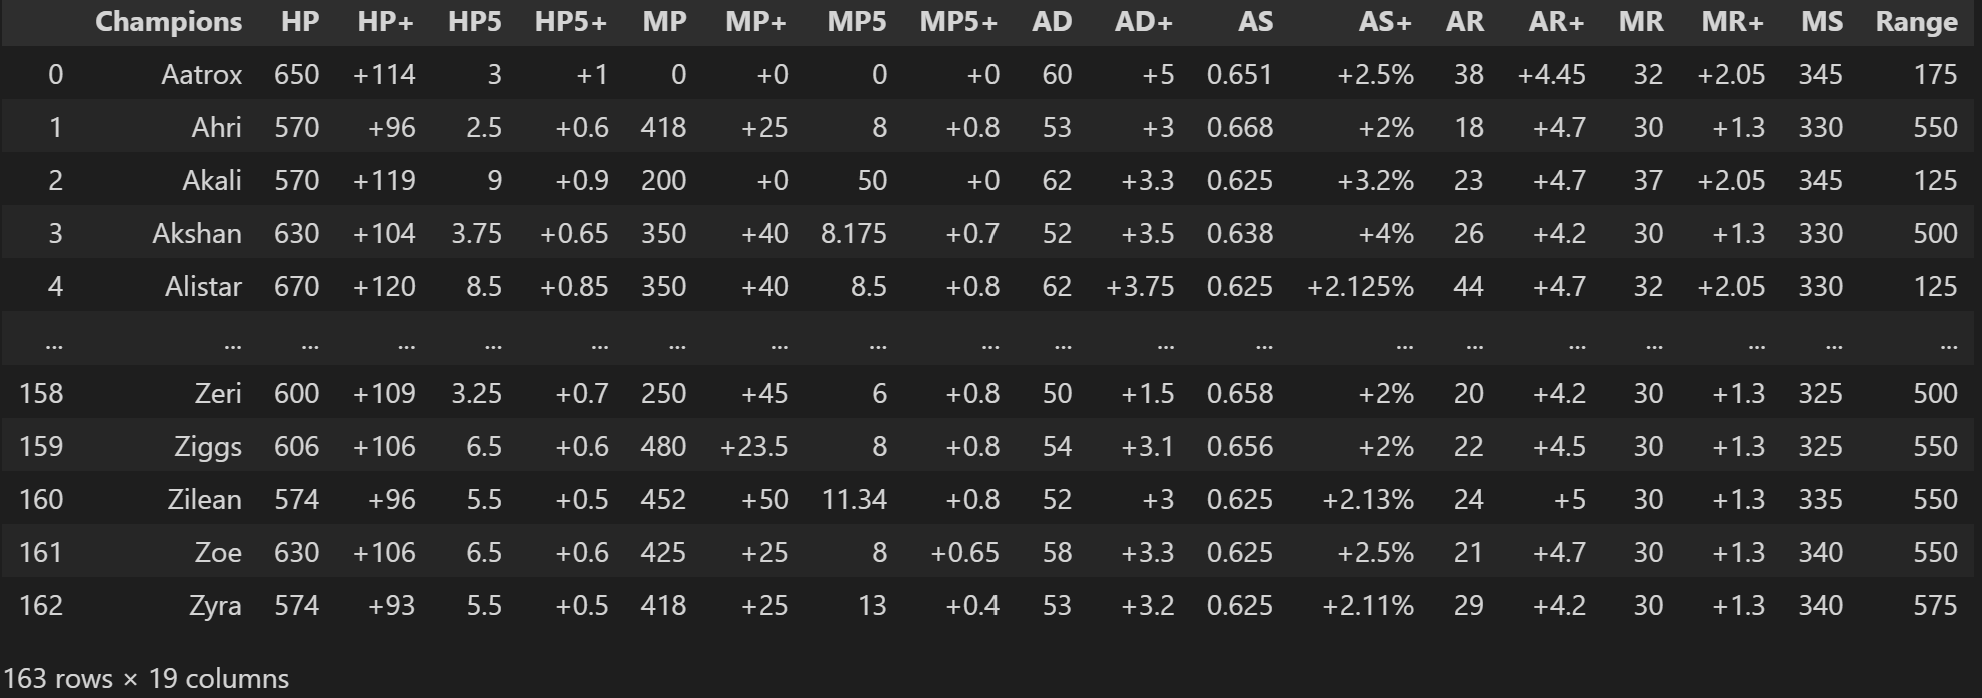 Champions HP HP+ HP5 HP5+ MP MP+ MP5 MP5+ AD AD+ AS AS+ AR AR+ MR MR+ MS Range
0 Aatrox 650 +114 3 +1 0 +0 0 +0 60 +5 0.651 +2.5% 38 +4.45 32 +2.05 345 175
1 Ahri 570 +96 2.5 +0.6 418 +25 8 +0.8 53 +3 0.668 +2% 18 +4.7 30 +1.3 330 550
2 Akali 570 +119 9 +0.9 200 +0 50 +0 62 +3.3 0.625 +3.2% 23 +4.7 37 +2.05 345 125
3 Akshan 630 +104 3.75 +0.65 350 +40 8.175 +0.7 52 +3.5 0.638 +4% 26 +4.2 30 +1.3 330 500
4 Alistar 670 +120 8.5 +0.85 350 +40 8.5 +0.8 62 +3.75 0.625 +2.125% 44 +4.7 32 +2.05 330 125
... ... ... ... ... ... ... ... ... ... ... ... ... ... ... ... ... ... ... ...
158 Zeri 600 +109 3.25 +0.7 250 +45 6 +0.8 50 +1.5 0.658 +2% 20 +4.2 30 +1.3 325 500
159 Ziggs 606 +106 6.5 +0.6 480 +23.5 8 +0.8 54 +3.1 0.656 +2% 22 +4.5 30 +1.3 325 550
160 Zilean 574 +96 5.5 +0.5 452 +50 11.34 +0.8 52 +3 0.625 +2.13% 24 +5 30 +1.3 335 550
161 Zoe 630 +106 6.5 +0.6 425 +25 8 +0.65 58 +3.3 0.625 +2.5% 21 +4.7 30 +1.3 340 550
162 Zyra 574 +93 5.5 +0.5 418 +25 13 +0.4 53 +3.2 0.625 +2.11% 29 +4.2 30 +1.3 340 575
163 rows × 19 columns